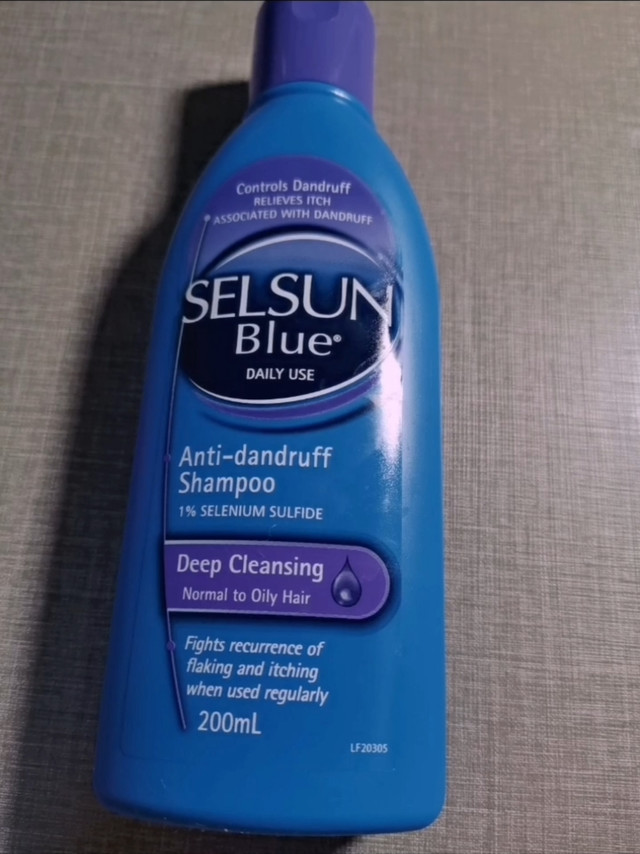 Controls Dandruff
RELIEVES ITCH
ASSOCIATED WITH DANDRUFF
SELSUN
Blue®
DAILY USE
Anti-dandruff
Shampoo
1% SELENIUM SULFIDE
Deep Cleansing
Normal to Oily Hair
Fights recurrence of
flaking and itching
when used regularly
200mL
LF20305